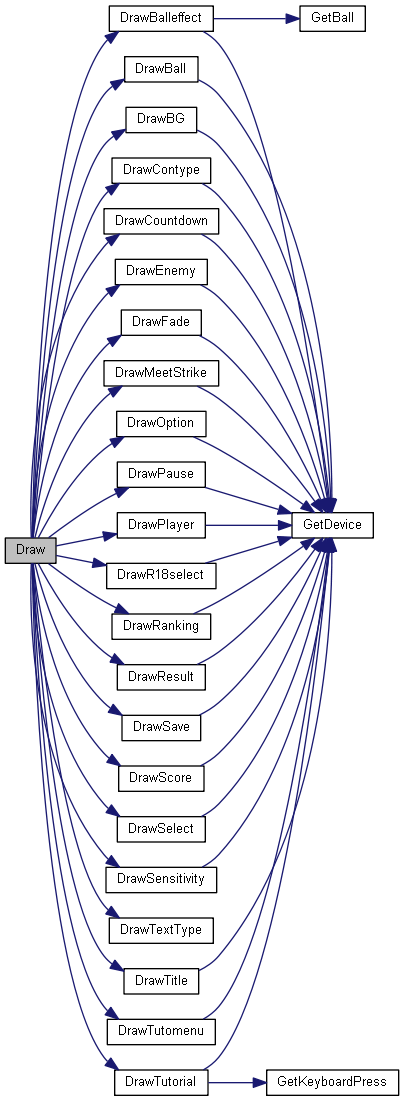 DrawBalleffect
GetBall
DrawBall
DrawBG
DrawContype
DrawCountdown
DrawEnemy
DrawFade
DrawMeetStrike
DrawOption
DrawPause
DrawPlayer
GetDevice
Draw
DrawR18select
DrawRanking
DrawResult
DrawSave
DrawScore
DrawSelect
DrawSensitivity
DrawTextType
DrawTitle
DrawTutomenu
DrawTutorial
GetKeyboardPress